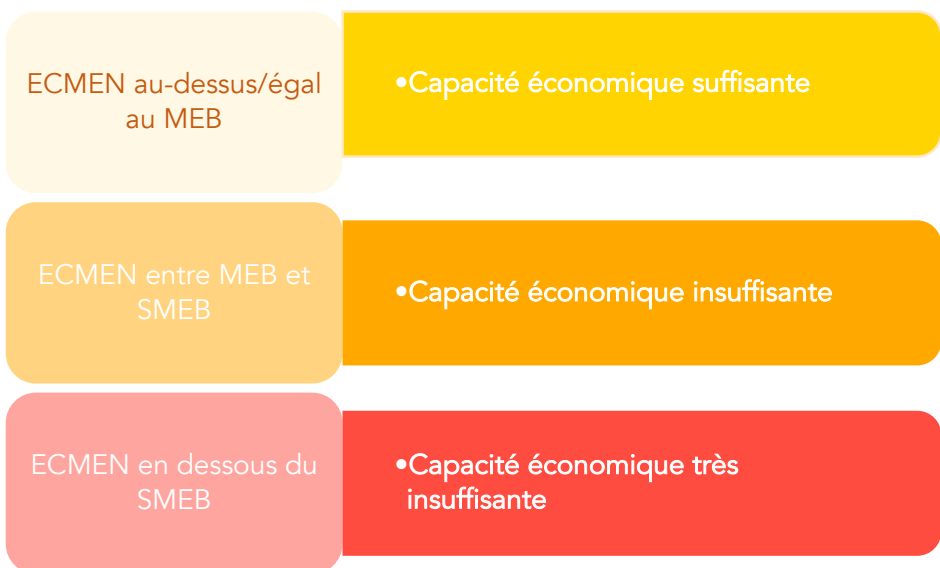 ECMEN au-dessus/égal
au MEB
•Capacité économique suffisante
ECMEN entre MEB et
SMEB
•Capacité économique insuffisante
ECMEN en dessous du
SMEB
•Capacité économique très
insuffisante